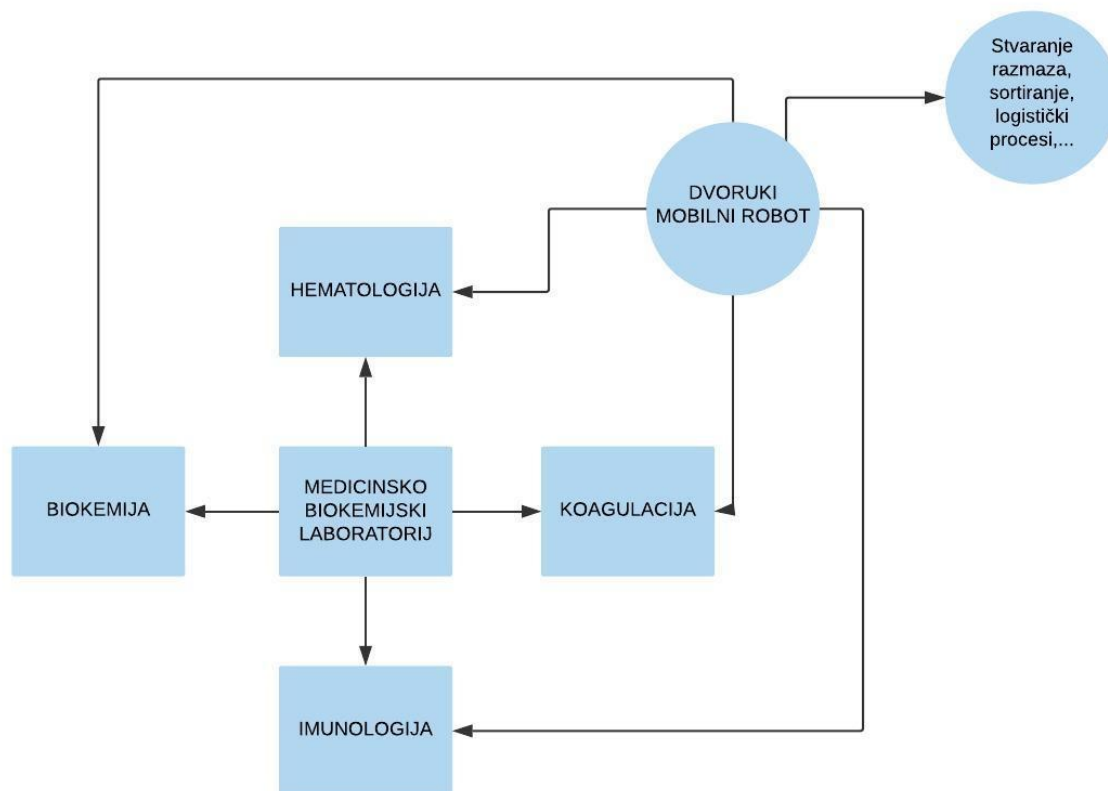 Stvaranje
razmaza,
sortiranje,
logistički
procesi,...
DVORUKI
MOBILNI ROBOT
HEMATOLOGIJA
BIOKEMIJA
MEDICINSKO
BIOKEMIJSKI
LABORATORIJ
KOAGULACIJA
IMUNOLOGIJA